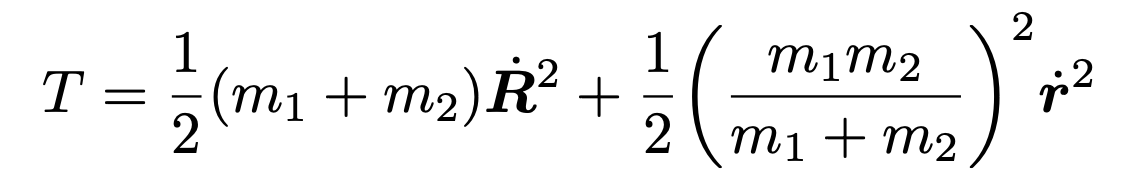 T = \frac{1}{2}(m_1 + m_2)\dot{\boldsymbol{R}}^2 + \frac{1}{2}\left(\frac{m_1 m_2}{m_1 + m_2}\right)^2 \dot{\boldsymbol{r}}^2